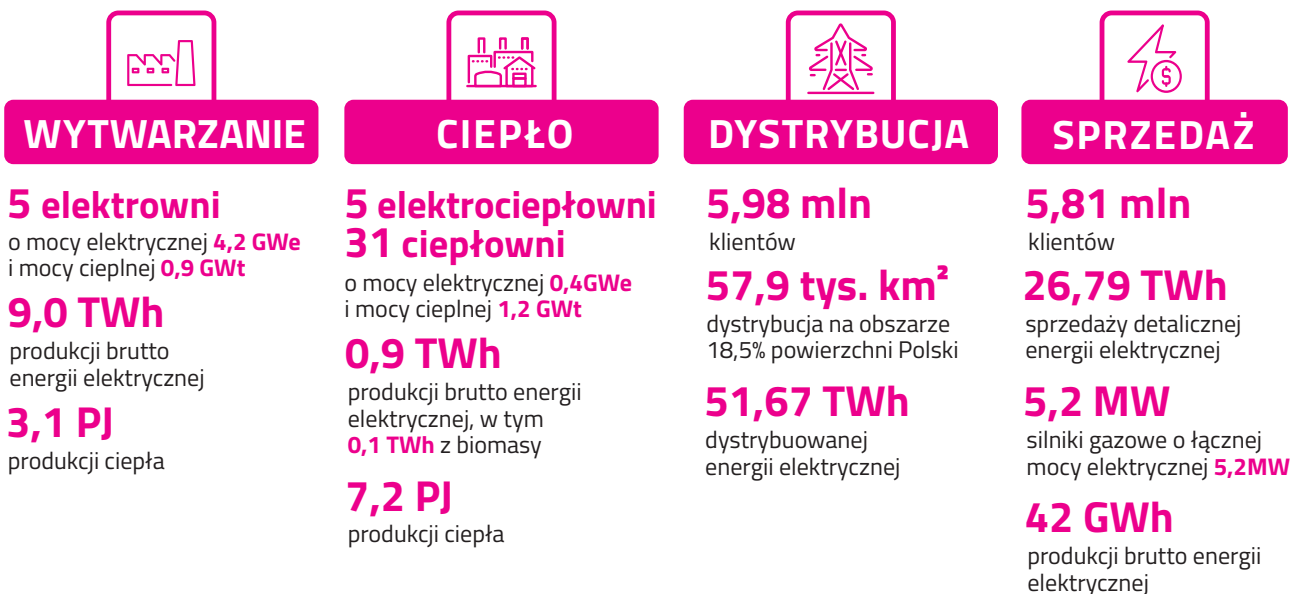 WYTWARZANIE
5 elektrowni
o mocy elektrycznej 4,2 GWe
i mocy cieplnej 0,9 GWt
9,0 TWh
produkcji brutto
energii elektrycznej
3,1 PJ
produkcji ciepła
CIEPŁO
5 elektrociepłowni
31 ciepłowni
o mocy elektrycznej 0,4GWe
i mocy cieplnej 1,2 GWt
0,9 TWh
produkcji brutto energii
elektrycznej, w tym
0,1 TWh z biomasy
7,2 PJ
produkcji ciepła
DYSTRYBUCJA
5,98 mln
klientów
57,9 tys. km²
dystrybucja na obszarze
18,5% powierzchni Polski
51,67 TWh
dystrybuowanej
energii elektrycznej
$
SPRZEDAŻ
5,81 mln
klientów
26,79 TWh
sprzedaży detalicznej
energii elektrycznej
5,2 MW
silniki gazowe o łącznej
mocy elektrycznej 5,2MW
42 GWh
produkcji brutto energii
elektrycznej